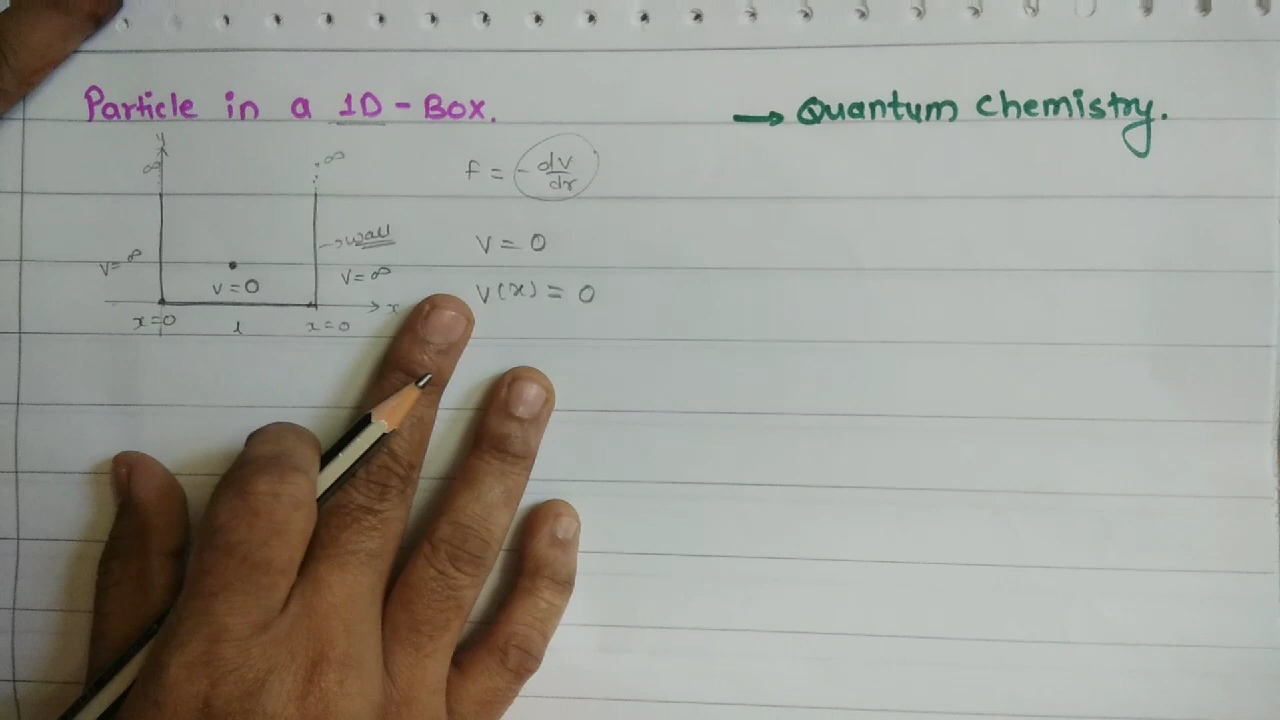 Particle in a 1D - Box.
→ Quantum Chemistry.
∞
∞
f = - dv/dr
→ wall
v = 0
v = ∞
v = 0
v = ∞
v(x) = 0
x
x = 0
l
x = 0